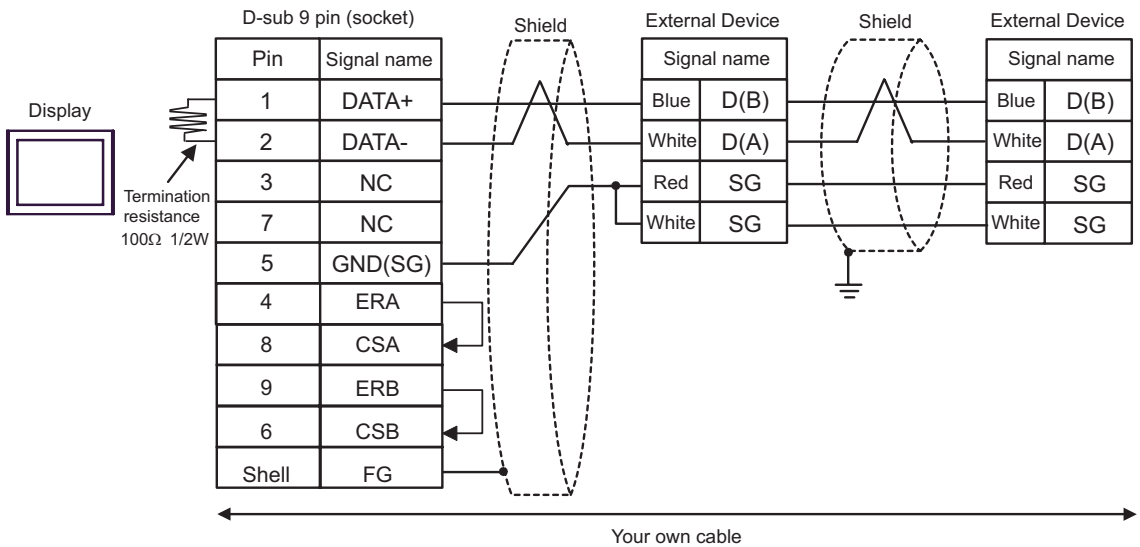 D-sub 9 pin (socket)
Shield
External Device
Shield
External Device
Display
Termination
resistance
100Ω 1/2W
Pin Signal name
1 DATA+
2 DATA-
3 NC
7 NC
5 GND(SG)
4 ERA
8 CSA
9 ERB
6 CSB
Shell FG
Signal name
Blue D(B)
White D(A)
Red SG
White SG
Signal name
Blue D(B)
White D(A)
Red SG
White SG
Your own cable